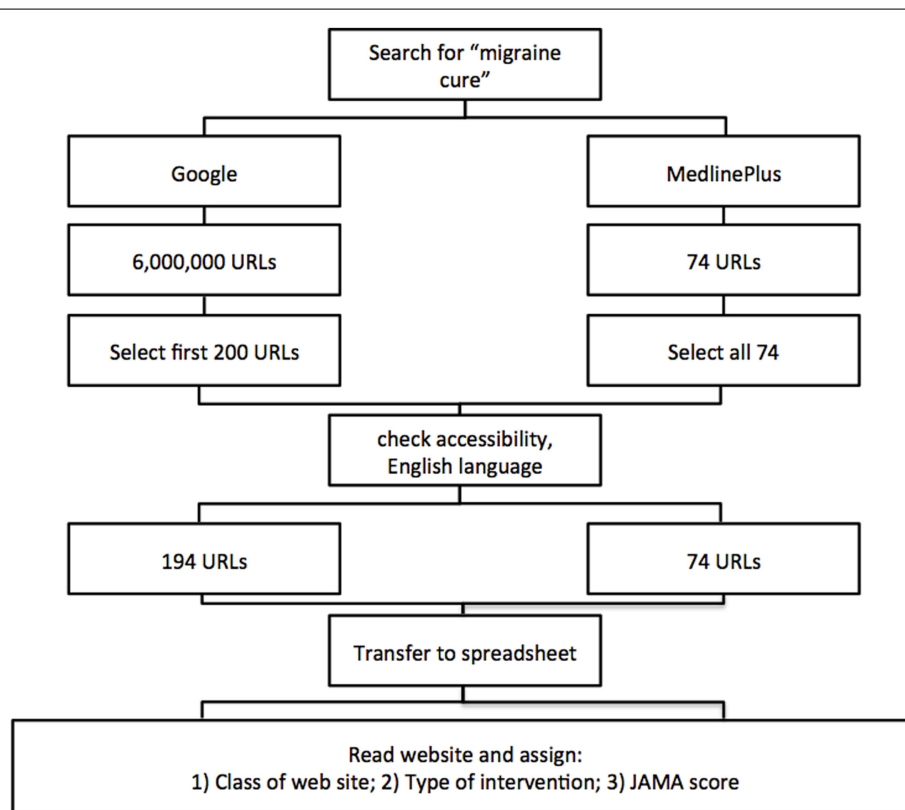 Search for “migraine
cure”
Google
MedlinePlus
6,000,000 URLs
74 URLs
Select first 200 URLs
Select all 74
check accessibility,
English language
194 URLs
74 URLs
Transfer to spreadsheet
Read website and assign:
1) Class of web site; 2) Type of intervention; 3) JAMA score